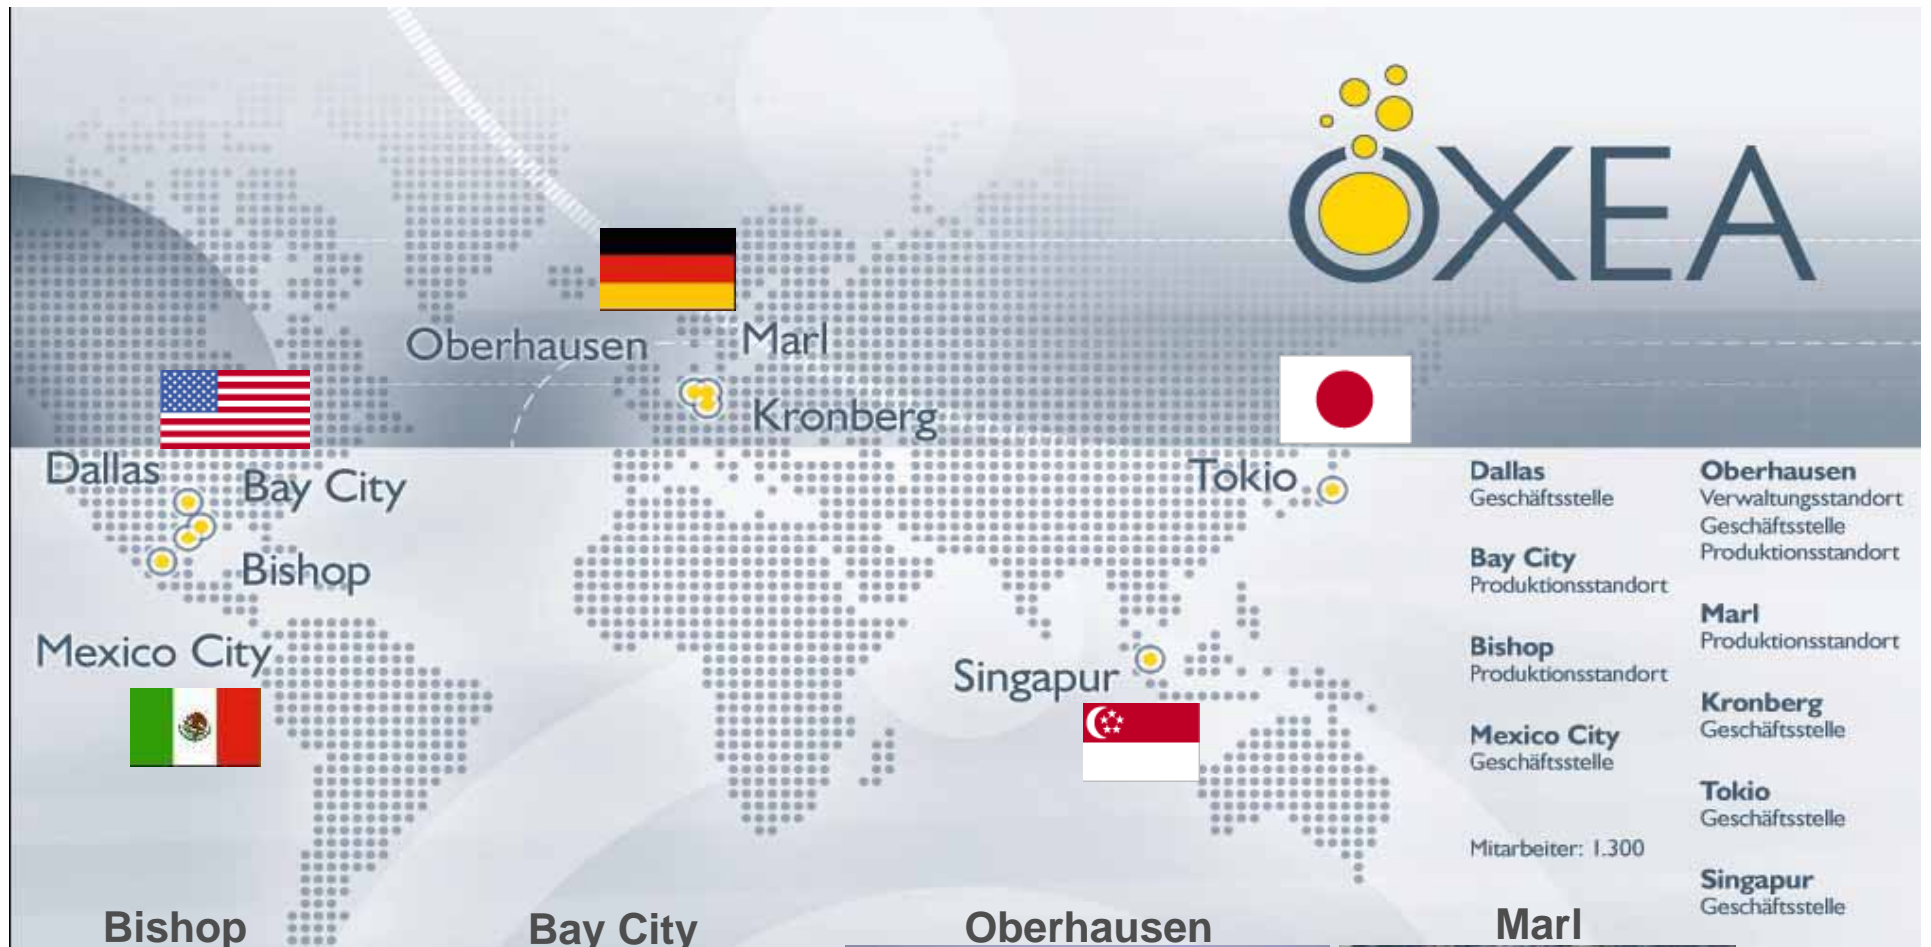 OXEA
Oberhausen
Marl
Kronberg
Dallas
Bay City
Bishop
Mexico City
Tokio
Singapur
Dallas
Geschäftsstelle
Bay City
Produktionsstandort
Bishop
Produktionsstandort
Mexico City
Geschäftsstelle
Mitarbeiter: 1.300
Oberhausen
Verwaltungsstandort
Geschäftsstelle
Produktionsstandort
Marl
Produktionsstandort
Kronberg
Geschäftsstelle
Tokio
Geschäftsstelle
Singapur
Geschäftsstelle
Bishop
Bay City
Oberhausen
Marl